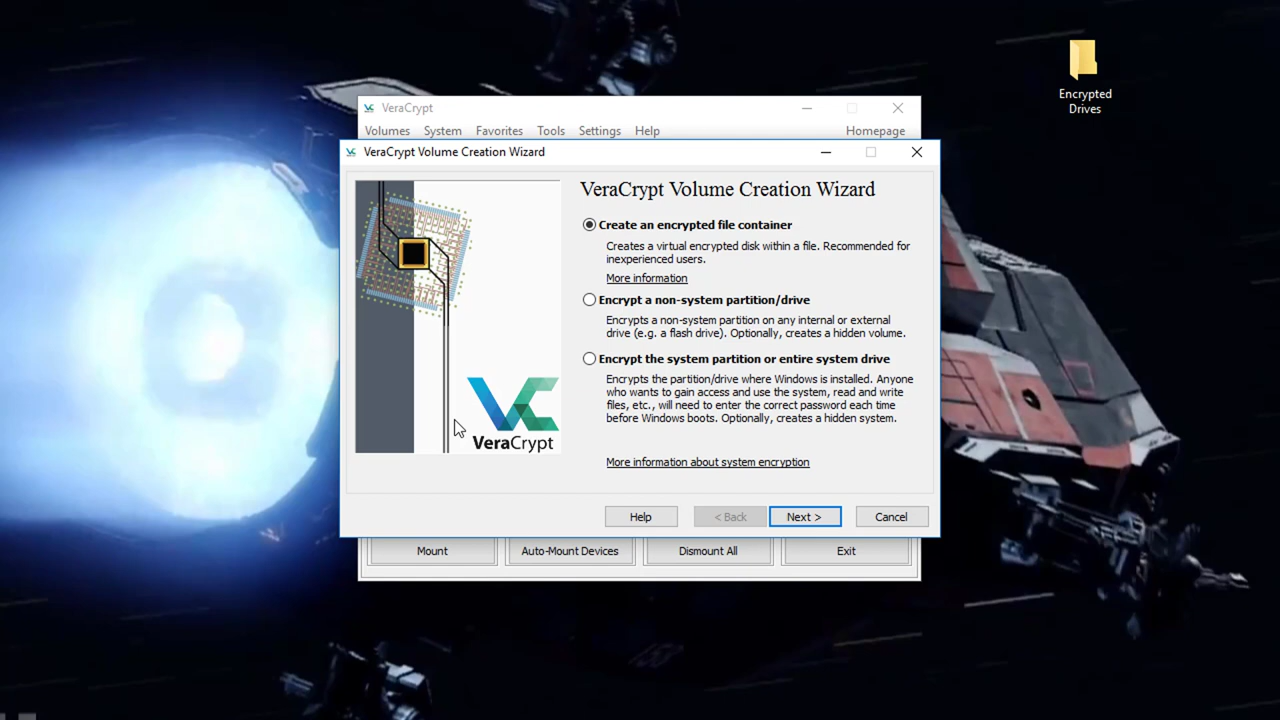 Encrypted
Drives
VeraCrypt
Volumes System Favorites Tools Settings Help Homepage
VeraCrypt Volume Creation Wizard
VeraCrypt Volume Creation Wizard
Create an encrypted file container
Creates a virtual encrypted disk within a file. Recommended for
inexperienced users.
More information
Encrypt a non-system partition/drive
Encrypts a non-system partition on any internal or external
drive (e.g. a flash drive). Optionally, creates a hidden volume.
Encrypt the system partition or entire system drive
Encrypts the partition/drive where Windows is installed. Anyone
who wants to gain access and use the system, read and write
files, etc., will need to enter the correct password each time
before Windows boots. Optionally, creates a hidden system.
VeraCrypt
More information about system encryption
Help < Back Next > Cancel
Mount Auto-Mount Devices Dismount All Exit